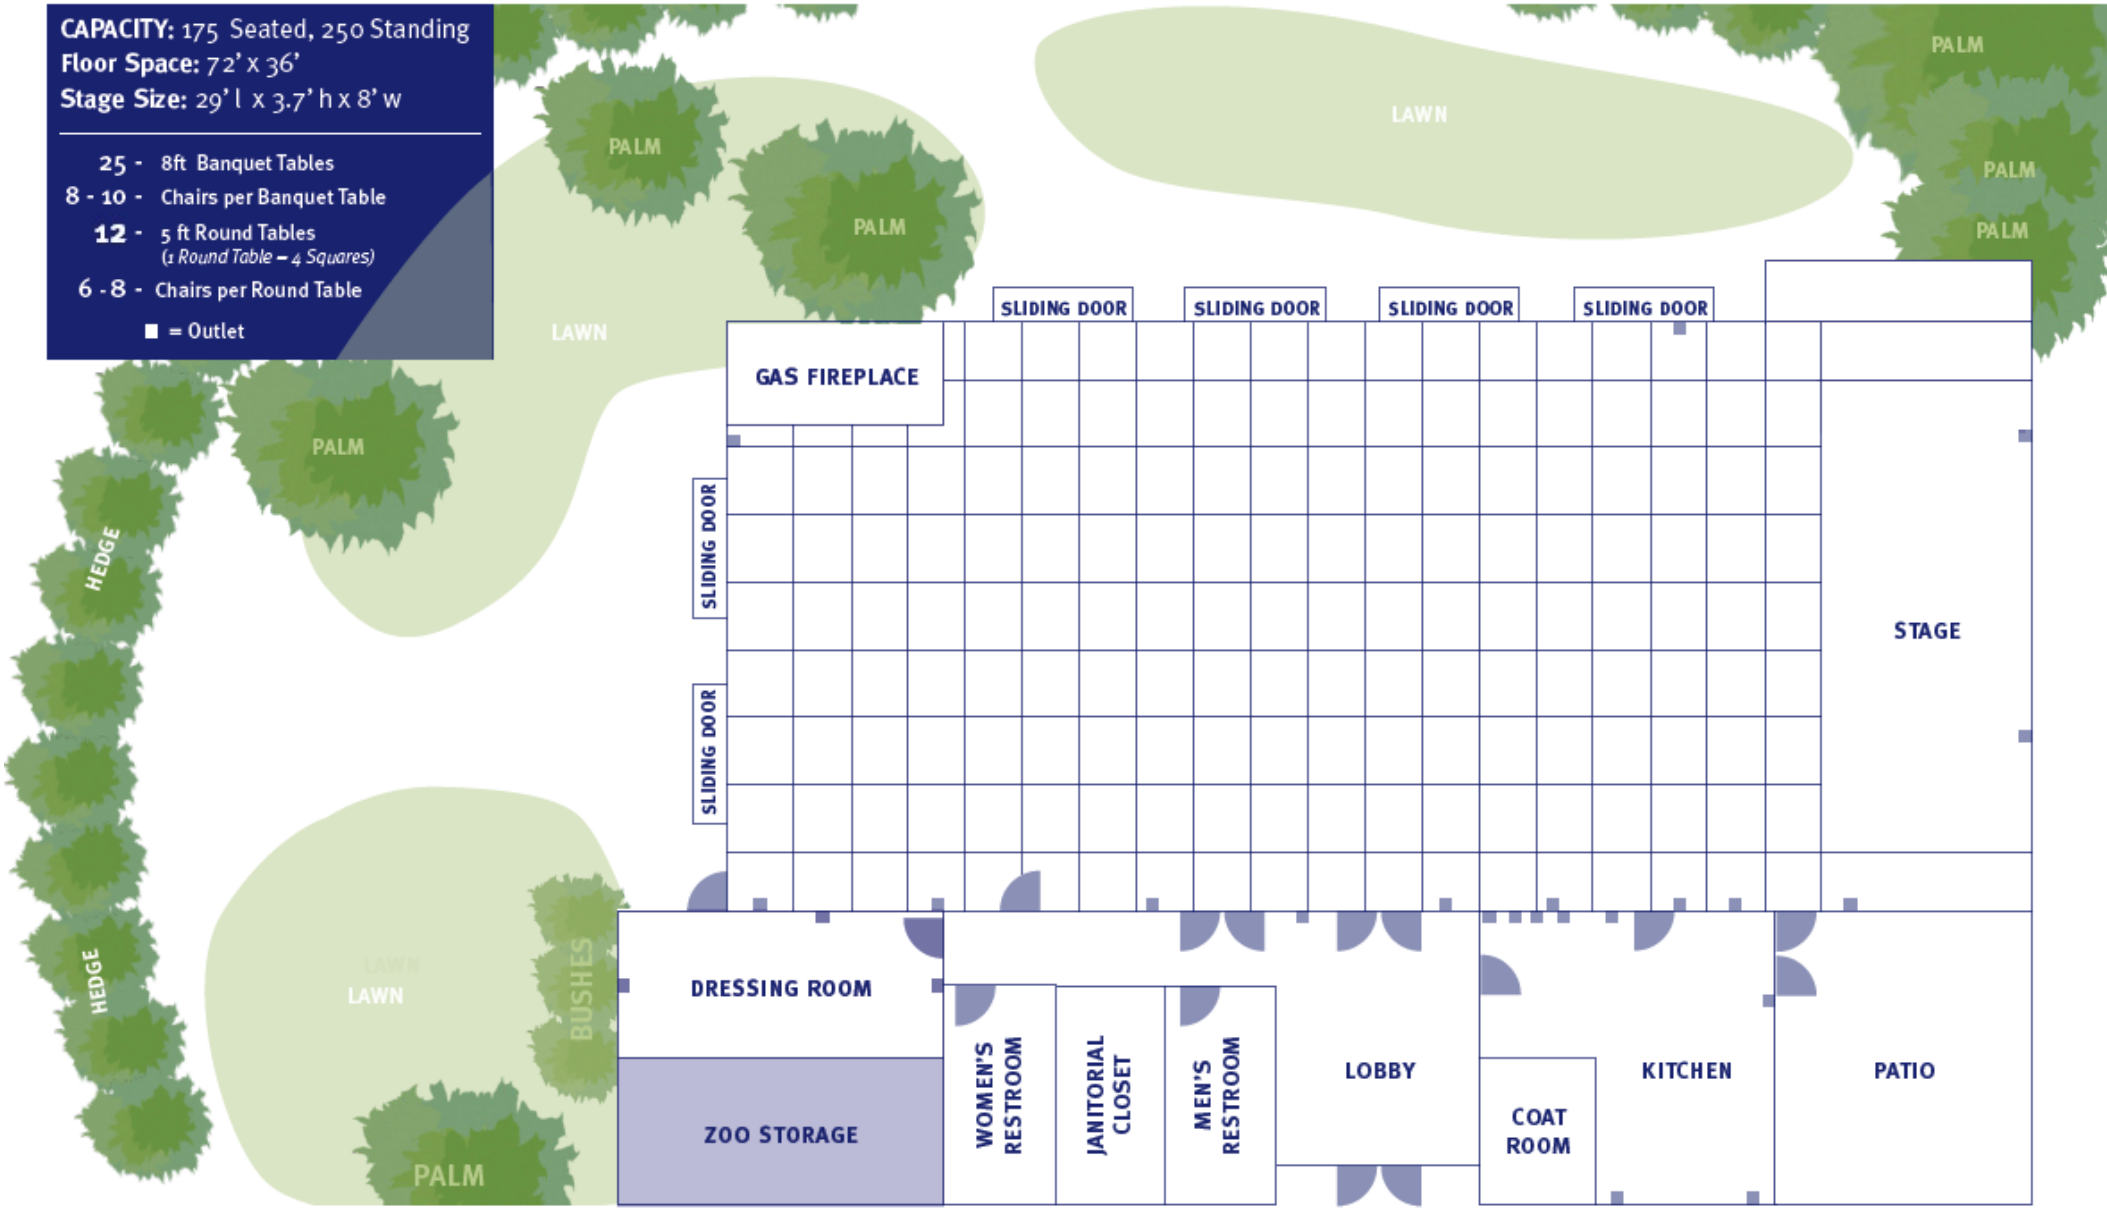 CAPACITY: 175 Seated, 250 Standing
Floor Space: 72' x 36'
Stage Size: 29' l x 3.7' h x 8' w
25 - 8ft Banquet Tables
8 - 10 - Chairs per Banquet Table
12 - 5 ft Round Tables
(1 Round Table – 4 Squares)
6 - 8 - Chairs per Round Table
= Outlet
PALM
PALM
PALM
LAWN
LAWN
PALM
PALM
PALM
HEDGE
HEDGE
LAWN
LAWN
BUSHES
PALM
SLIDING DOOR
SLIDING DOOR
SLIDING DOOR
SLIDING DOOR
GAS FIREPLACE
SLIDING DOOR
SLIDING DOOR
STAGE
DRESSING ROOM
ZOO STORAGE
WOMEN'S
RESTROOM
JANITORIAL
CLOSET
MEN'S
RESTROOM
LOBBY
COAT
ROOM
KITCHEN
PATIO